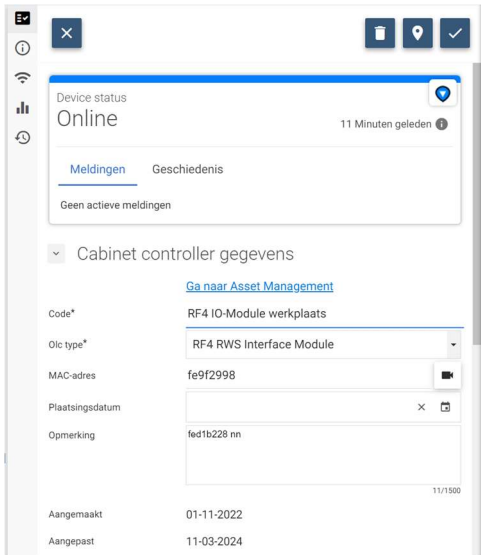 Device status
Online
11 Minuten geleden
Meldingen Geschiedenis
Geen actieve meldingen
Cabinet controller gegevens
Ga naar Asset Management
Code* RF4 IO-Module werkplaats
Olc type* RF4 RWS Interface Module
MAC-adres fe9f2998
Plaatsingsdatum
Opmerking fed1b228 nn
11/1500
Aangemaakt 01-11-2022
Aangepast 11-03-2024